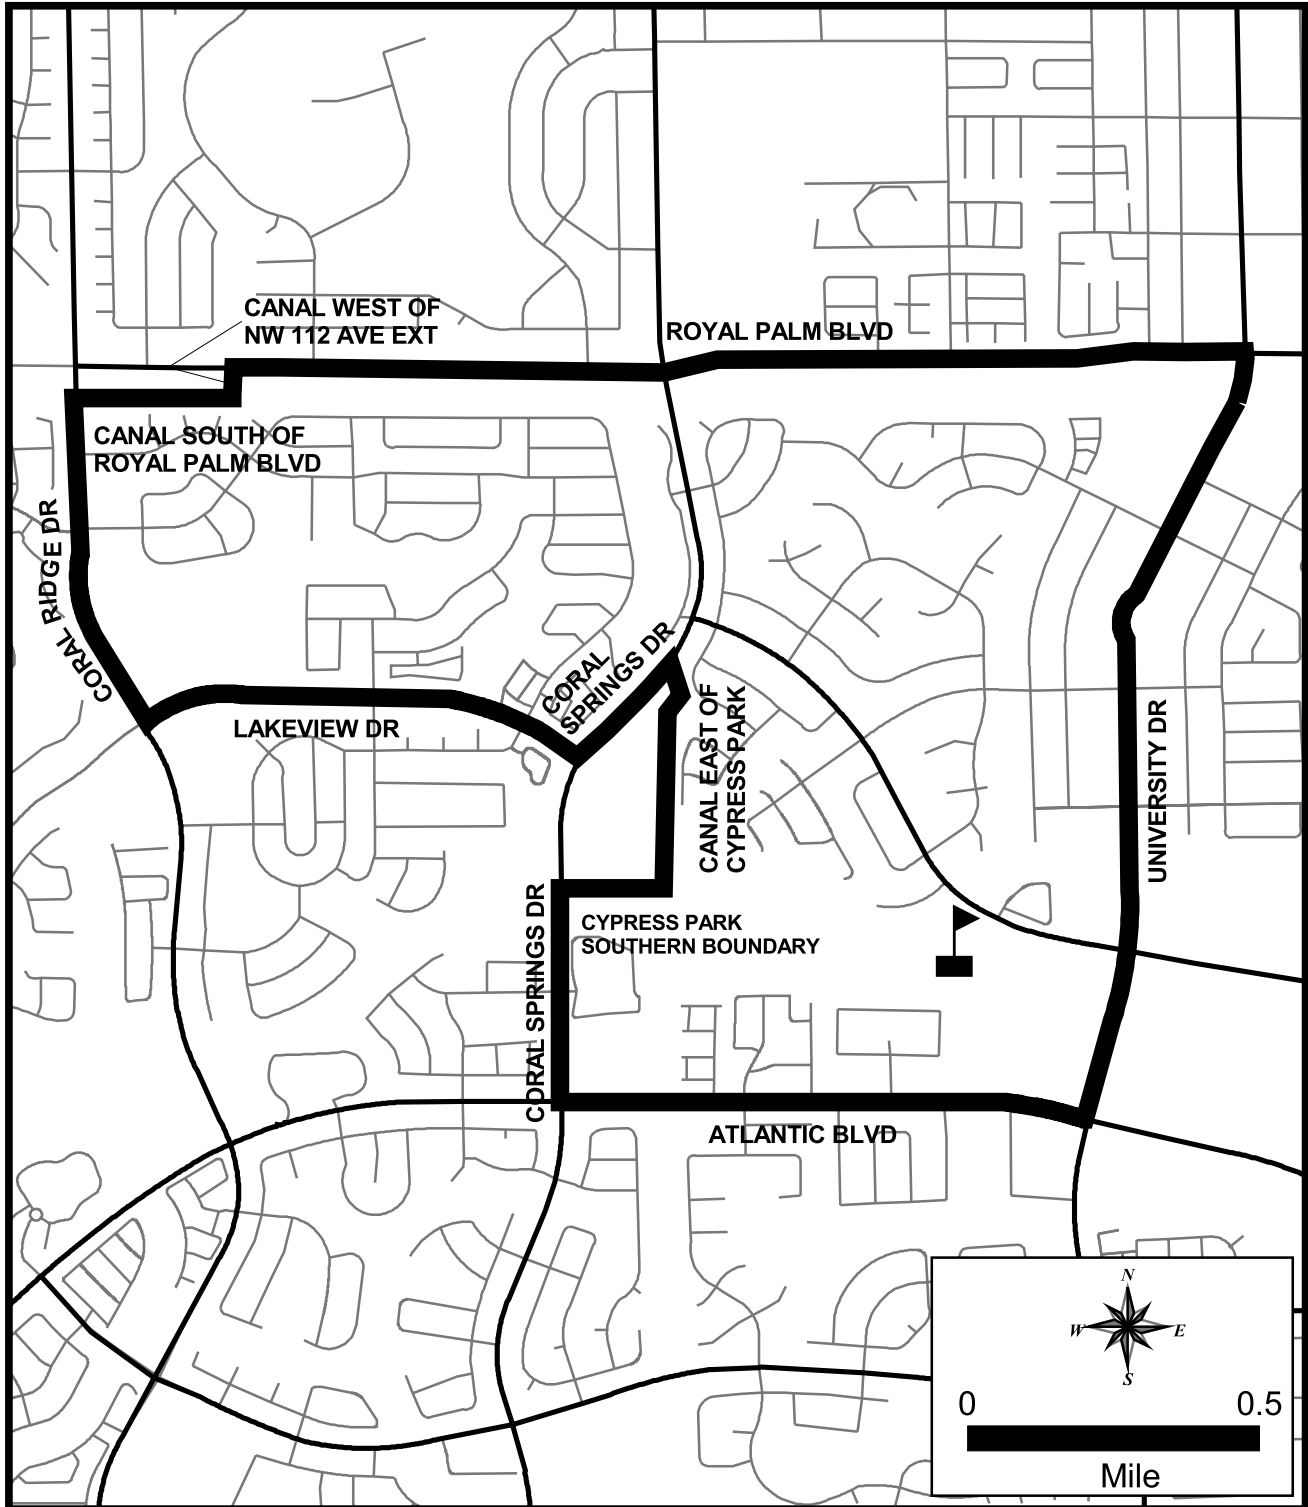 CANAL WEST OF
NW 112 AVE EXT
ROYAL PALM BLVD
CANAL SOUTH OF
ROYAL PALM BLVD
CORAL RIDGE DR
CORAL
SPRINGS DR
LAKEVIEW DR
CANAL EAST OF
CYPRESS PARK
UNIVERSITY DR
CORAL SPRINGS DR
CYPRESS PARK
SOUTHERN BOUNDARY
ATLANTIC BLVD
N
W
E
S
0
0.5
Mile